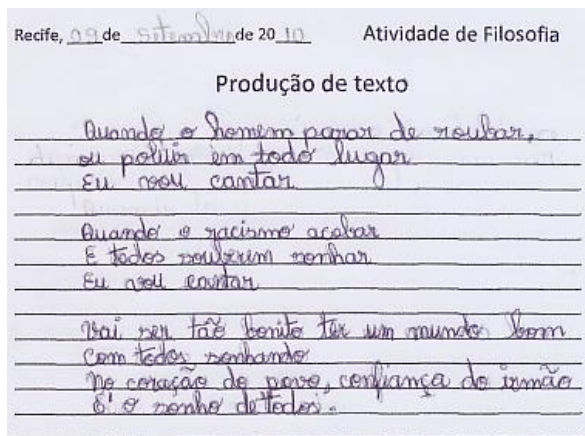 Recife, 09 de Setembro de 2010 Atividade de Filosofia
Produção de texto
Quando o homem parar de roubar,
ou poluir em todo lugar
Eu vou cantar
Quando o racismo acabar
E todos souberem sonhar
Eu vou cantar
Vai ser tão bonito ter um mundo bom
Com todos sonhando
No coração do povo, confiança do irmão
É o sonho de todos.